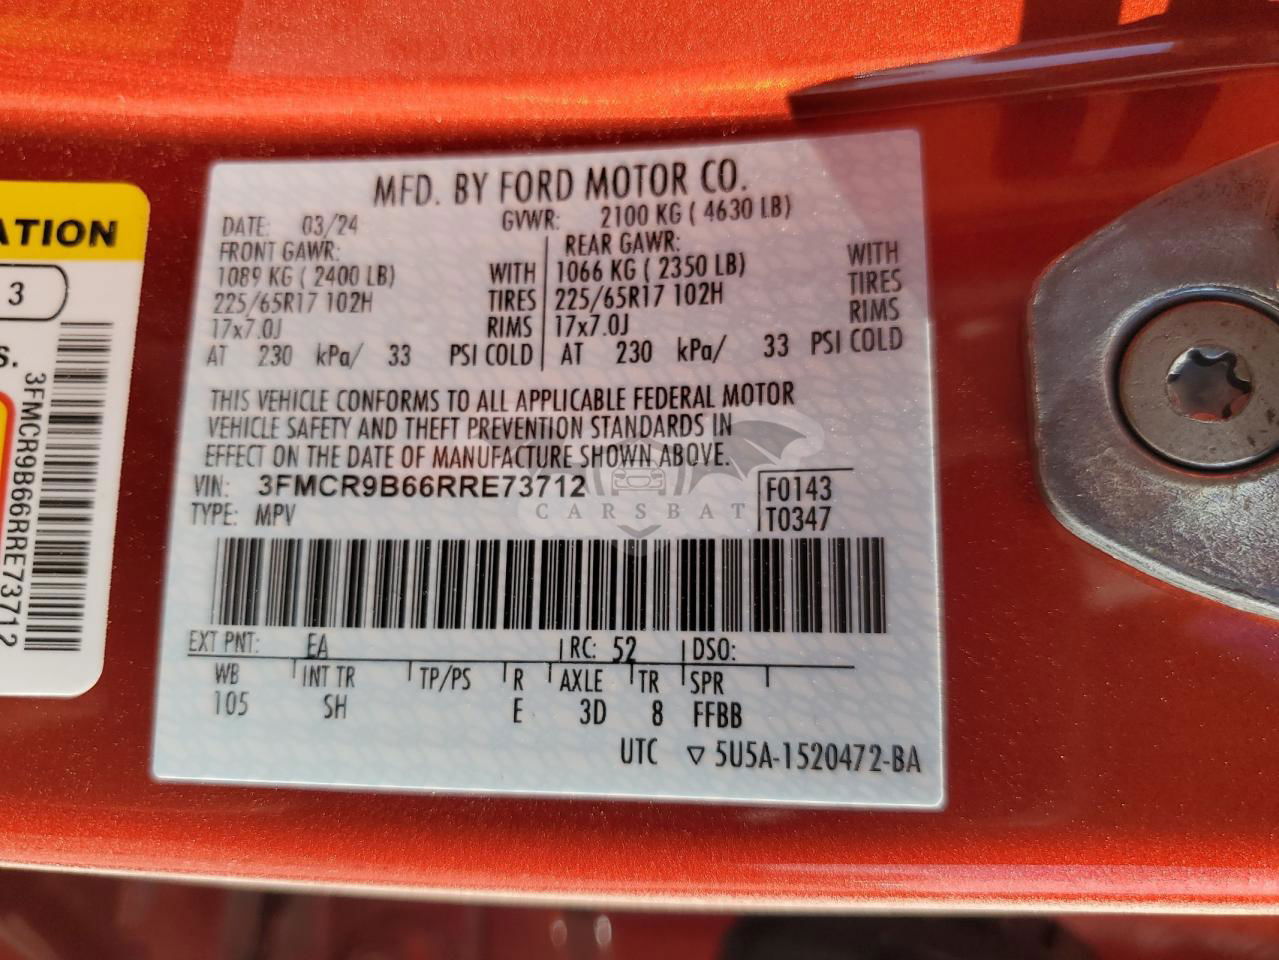 ATION
3
s.
3FMCR9B66RRE73712
MFD. BY FORD MOTOR CO.
DATE: 03/24 GVWR: 2100 KG ( 4630 LB)
FRONT GAWR: REAR GAWR:
1089 KG ( 2400 LB) WITH 1066 KG ( 2350 LB) WITH
225/65R17 102H TIRES 225/65R17 102H TIRES
17x7.0J RIMS 17x7.0J RIMS
AT 230 kPa/ 33 PSI COLD AT 230 kPa/ 33 PSI COLD
THIS VEHICLE CONFORMS TO ALL APPLICABLE FEDERAL MOTOR
VEHICLE SAFETY AND THEFT PREVENTION STANDARDS IN
EFFECT ON THE DATE OF MANUFACTURE SHOWN ABOVE.
VIN: 3FMCR9B66RRE73712 F0143
TYPE: MPV T0347
CARSBAT
EXT PNT: EA RC: 52 DSO:
WB INT TR TP/PS R AXLE TR SPR
105 SH E 3D 8 FFBB
UTC ▽ 5U5A-1520472-BA